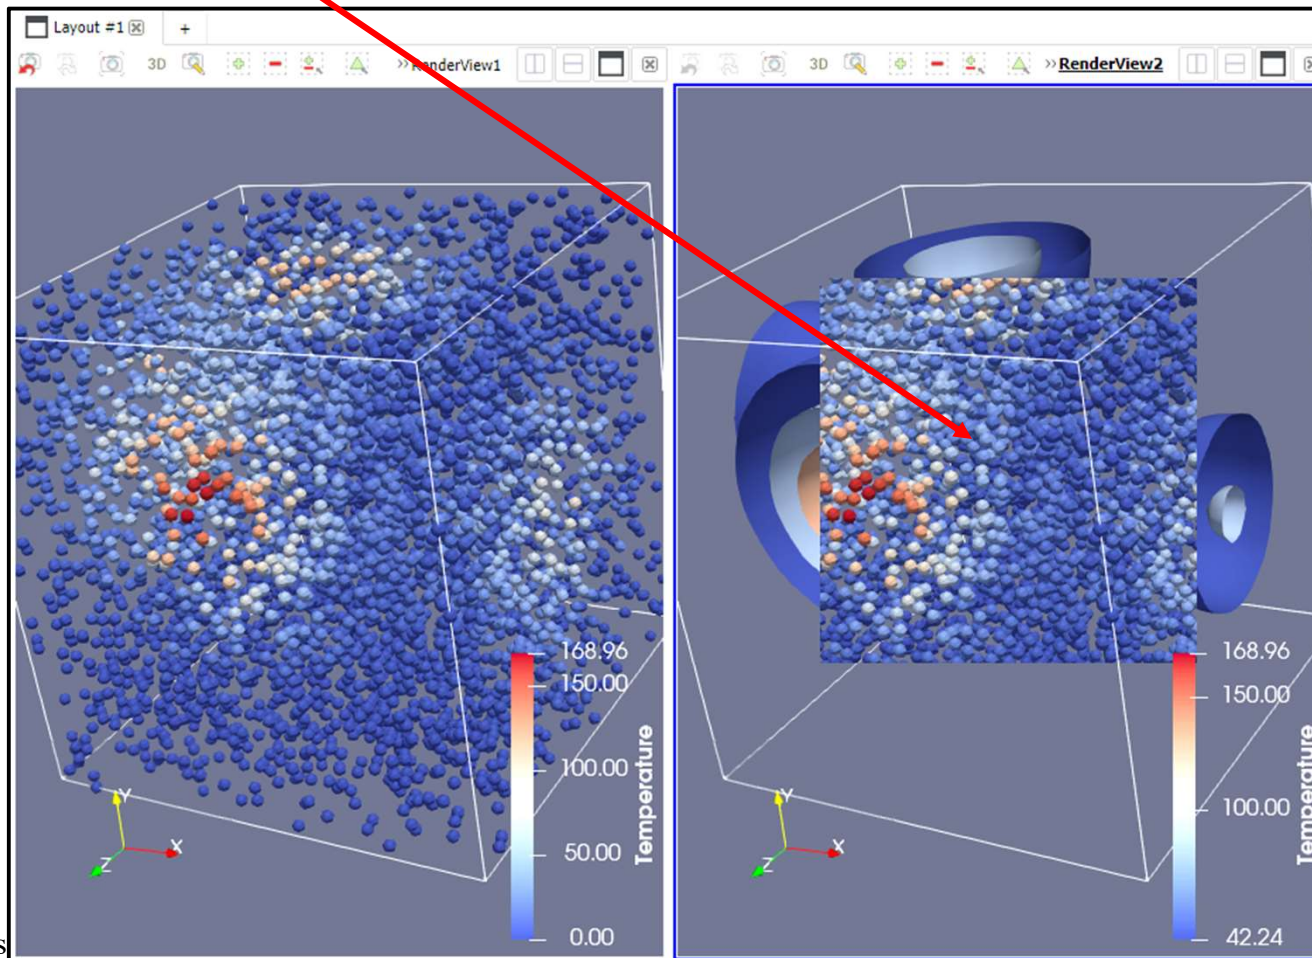 Layout #1
+
3D
RenderView1
3D
RenderView2
168.96
150.00
100.00
50.00
0.00
Temperature
Y
X
Z
168.96
150.00
100.00
42.24
Temperature
Y
X
Z
s